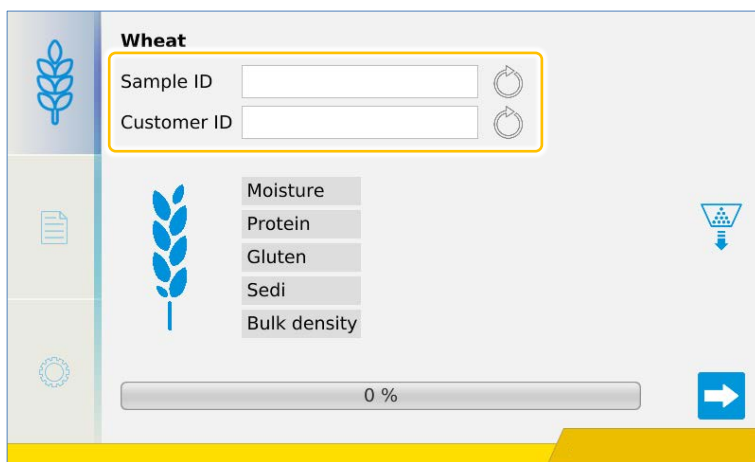 Wheat
Sample ID
Customer ID
Moisture
Protein
Gluten
Sedi
Bulk density
0 %